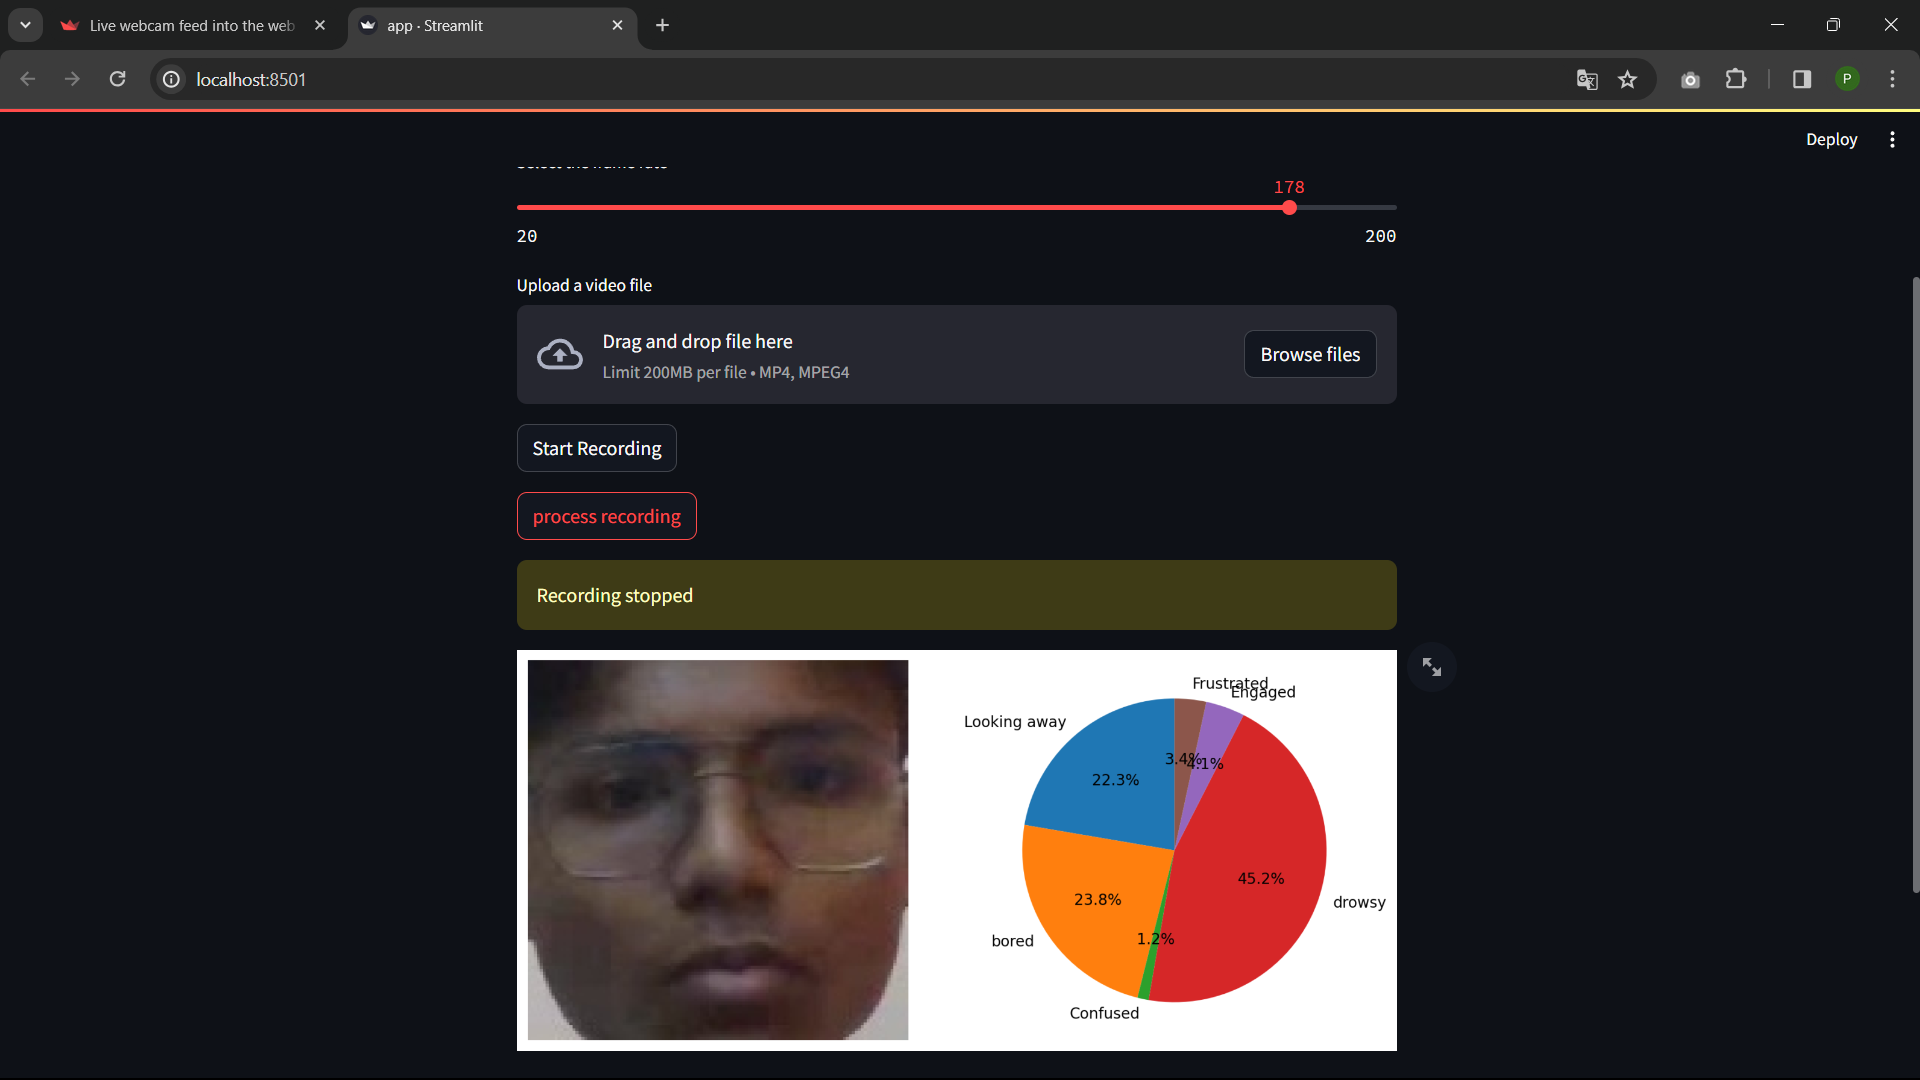 Live webcam feed into the web
app · Streamlit
localhost:8501
P
Deploy
178
20
200
Upload a video file
Drag and drop file here
Limit 200MB per file • MP4, MPEG4
Browse files
Start Recording
process recording
Recording stopped
Frustrated
Engaged
Looking away
3.4%
4.1%
22.3%
45.2%
23.8%
drowsy
1.2%
bored
Confused